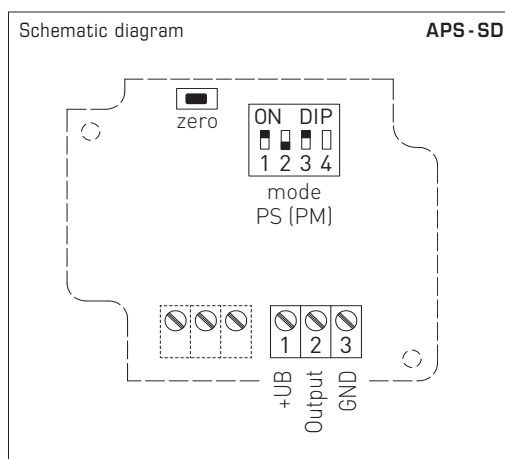 Schematic diagram
APS-SD
zero
ON DIP
1 2 3 4
mode
PS (PM)
1 2 3
+UB
Output
GND